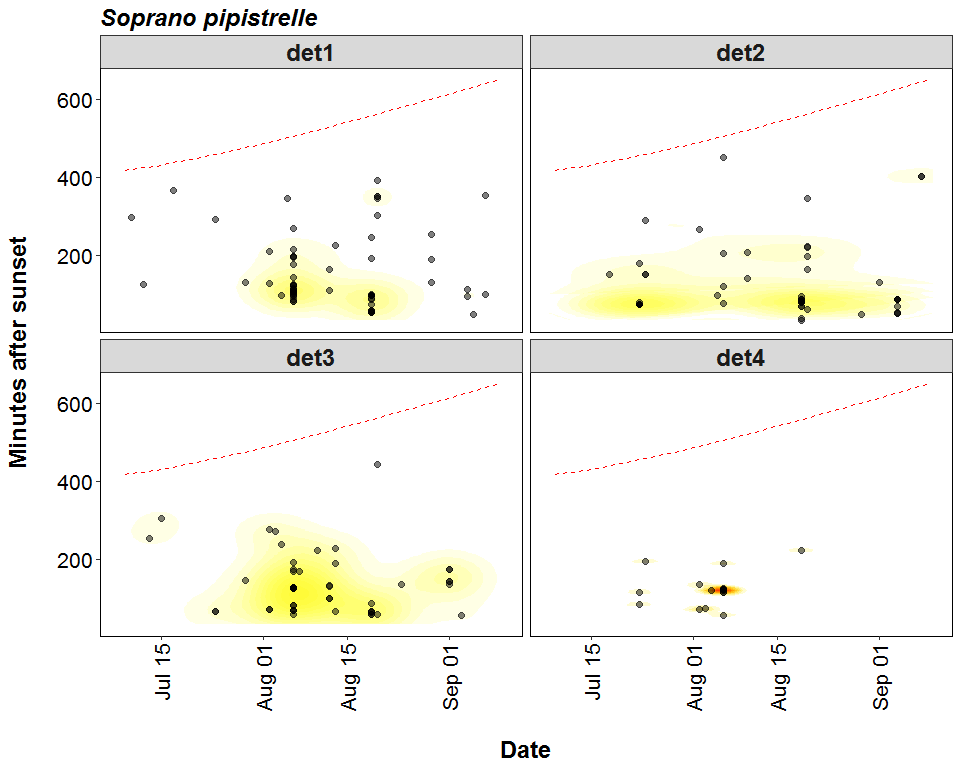 Soprano pipistrelle
det1
det2
600
400
200
det3
det4
600
400
200
Jul 15
Aug 01
Aug 15
Sep 01
Jul 15
Aug 01
Aug 15
Sep 01
Minutes after sunset
Date